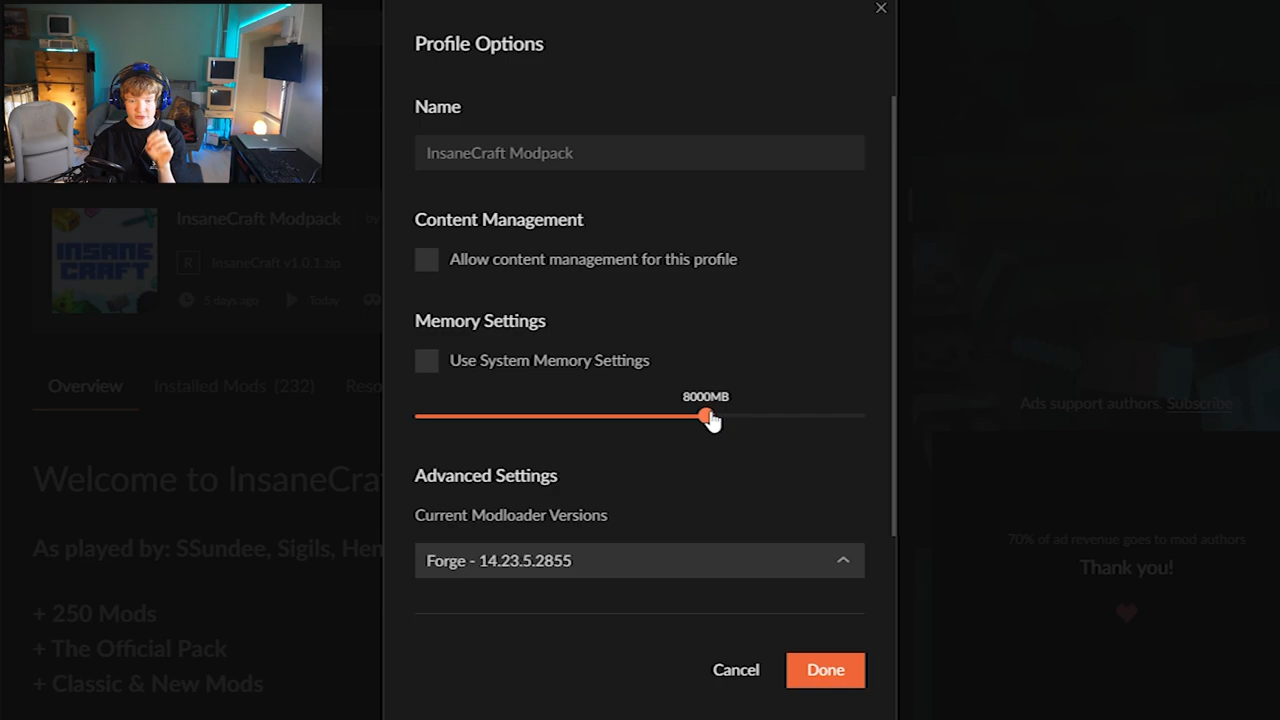 Profile Options
Name
InsaneCraft Modpack
Content Management
Allow content management for this profile
Memory Settings
Use System Memory Settings
8000MB
Advanced Settings
Current Modloader Versions
Forge - 14.23.5.2855
Cancel
Done
InsaneCraft Modpack by
INSANE
CRAFT
R InsaneCraft v1.0.1.zip
5 days ago
Today
Overview
Installed Mods (232)
Reso
Welcome to InsaneCra
As played by: SSundee, Sigils, Hen
+ 250 Mods
+ The Official Pack
+ Classic & New Mods
Ads support authors. Subscribe
70% of ad revenue goes to mod authors
Thank you!